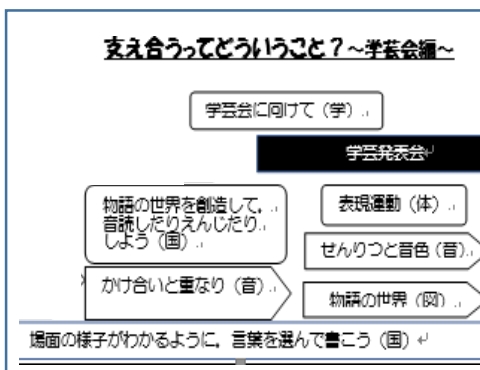 支え合うってどういうこと？～学芸会編～
学芸会に向けて（学）
学芸発表会
物語の世界を創造して，
音読したりえんじたり
しよう（国）
表現運動（体）
せんりつと音色（音）
かけ合いと重なり（音）
物語の世界（図）
場面の様子がわかるように，言葉を選んで書こう（国）